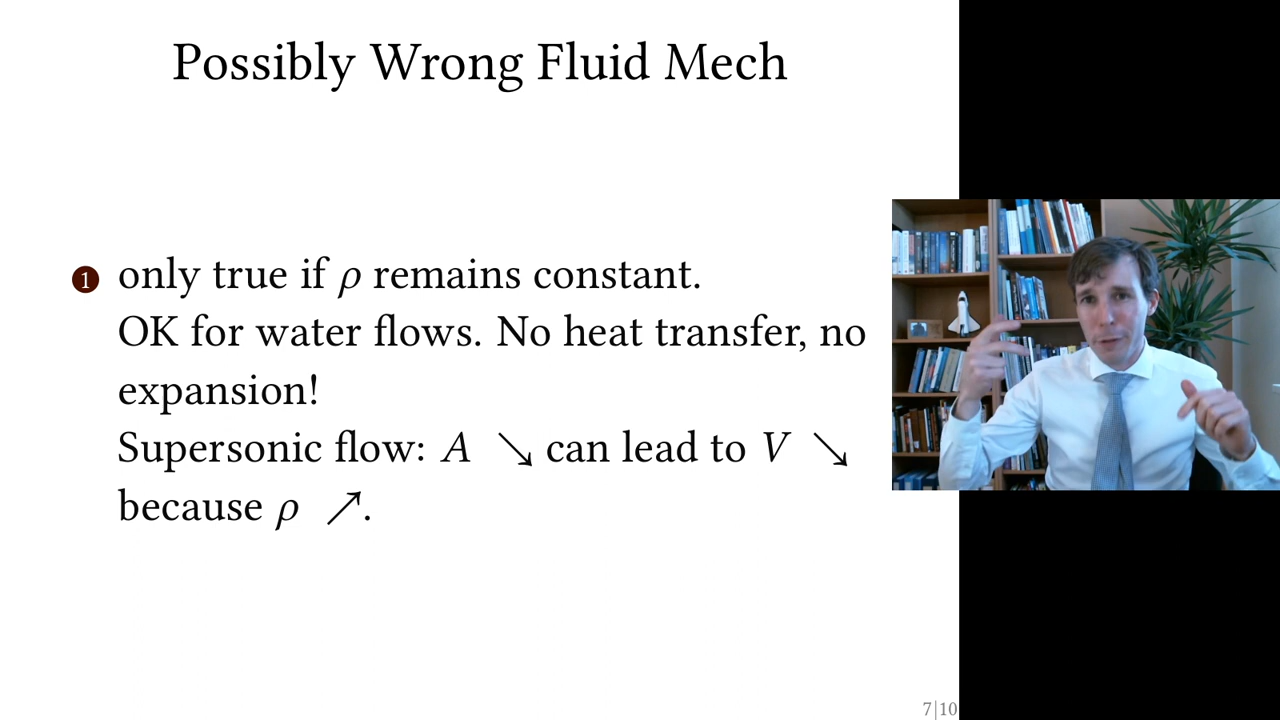 Possibly Wrong Fluid Mech
1 only true if ρ remains constant.
OK for water flows. No heat transfer, no
expansion!
Supersonic flow: A ↘ can lead to V ↘
because ρ ↗.
7|10